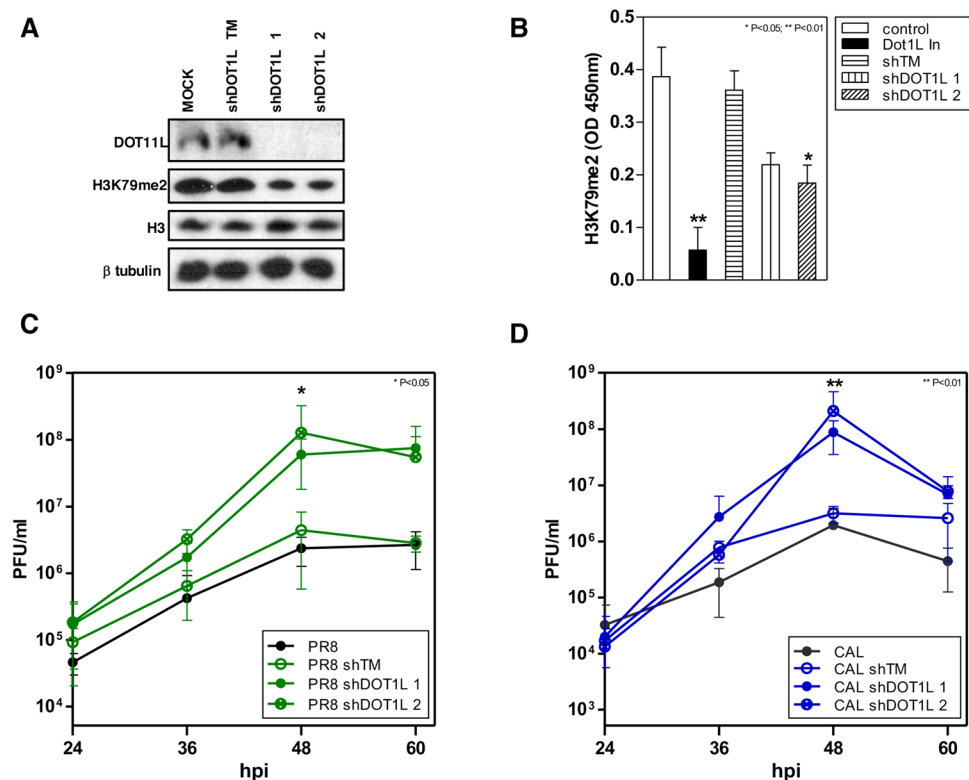 A
MOCK
shDOT1L TM
shDOT1L 1
shDOT1L 2
DOT11L
H3K79me2
H3
β tubulin
B
* P<0.05; ** P<0.01
control
Dot1L In
shTM
shDOT1L 1
shDOT1L 2
H3K79me2 (OD 450nm)
0.5
0.4
0.3
0.2
0.1
0.0
**
*
C
PFU/ml
10⁹
10⁸
10⁷
10⁶
10⁵
10⁴
* P<0.05
*
PR8
PR8 shTM
PR8 shDOT1L 1
PR8 shDOT1L 2
24 36 48 60
hpi
D
PFU/ml
10⁹
10⁸
10⁷
10⁶
10⁵
10⁴
10³
** P<0.01
**
CAL
CAL shTM
CAL shDOT1L 1
CAL shDOT1L 2
24 36 48 60
hpi